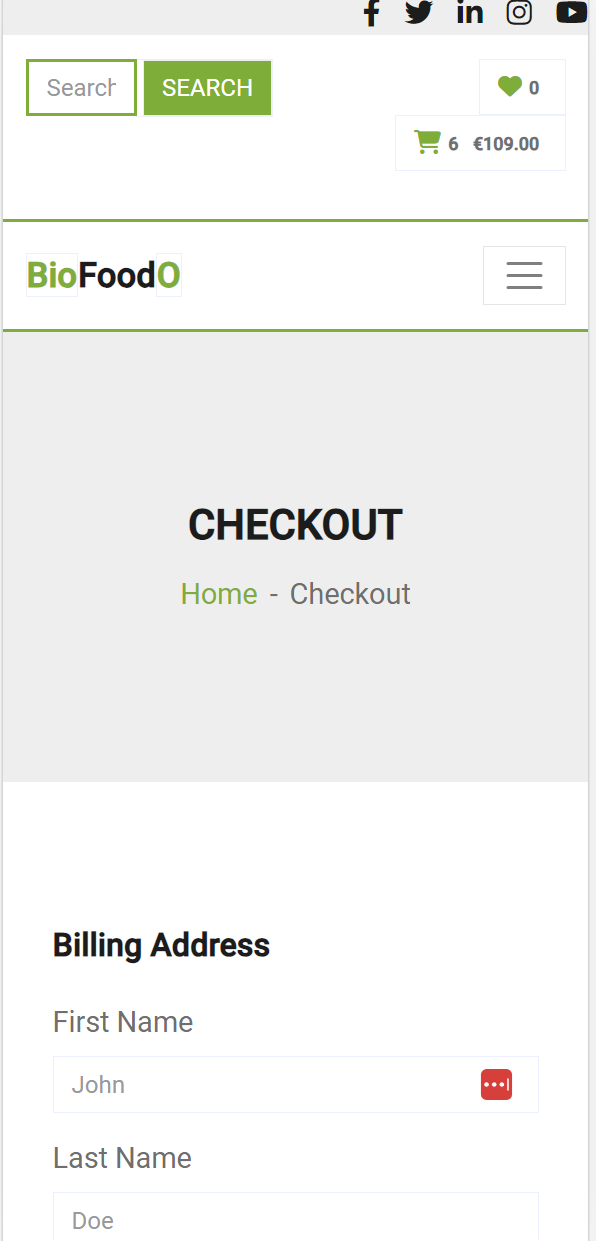 Search SEARCH 0
6 €109.00
BioFoodO
CHECKOUT
Home - Checkout
Billing Address
First Name
John
Last Name
Doe